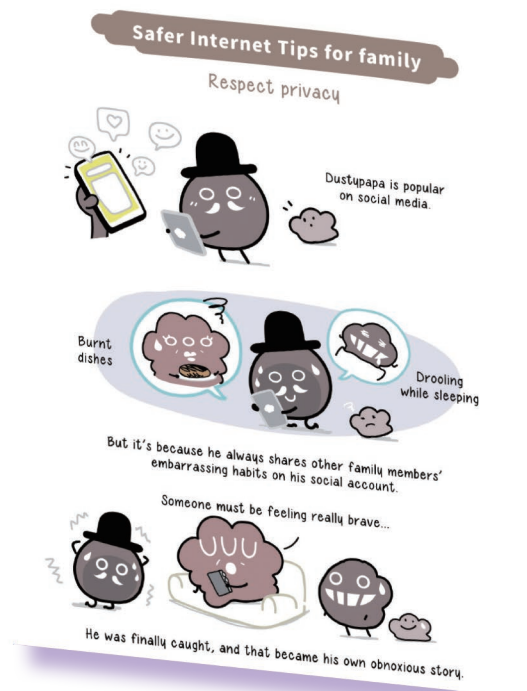 Safer Internet Tips for family
Respect privacy
Dustypapa is popular
on social media.
Burnt
dishes
Drooling
while sleeping
But it's because he always shares other family members'
embarrassing habits on his social account.
Someone must be feeling really brave...
He was finally caught, and that became his own obnoxious story.